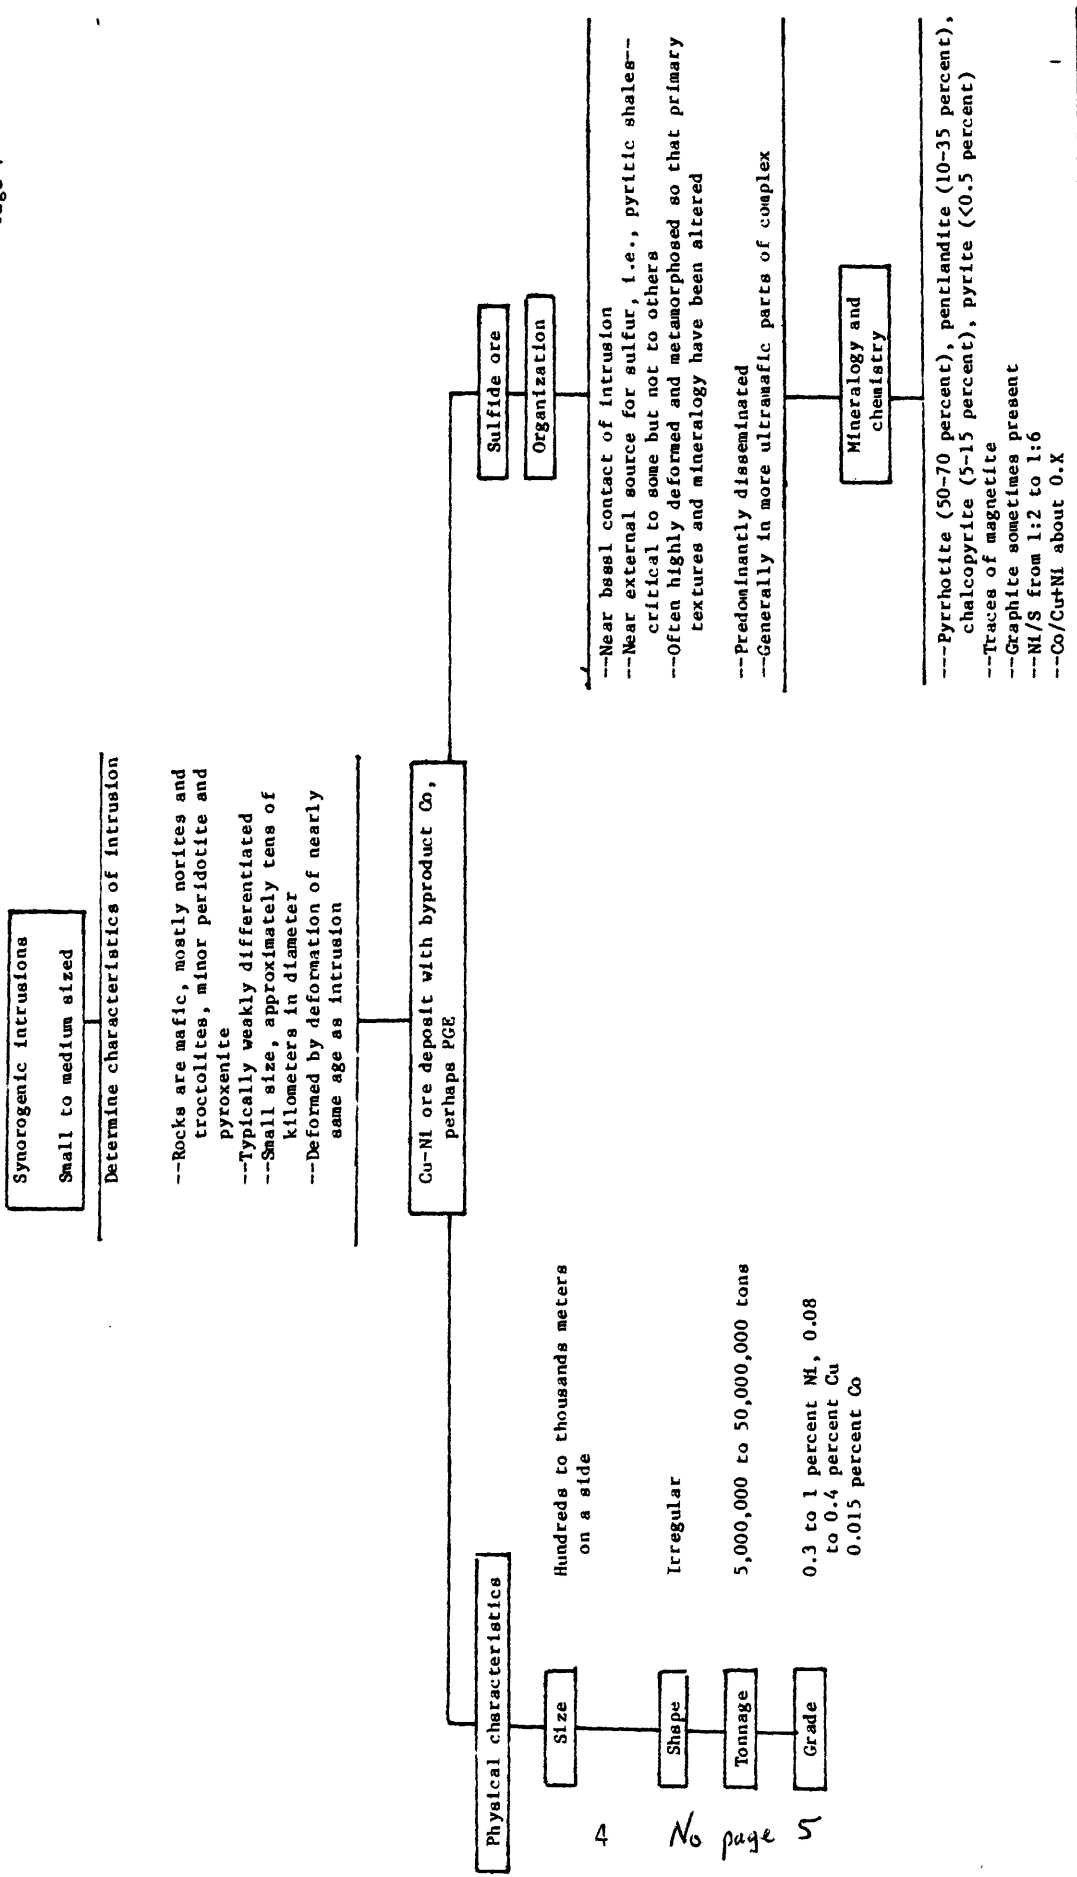 Synorogenic intrusions
Small to medium sized
Determine characteristics of intrusion
--Rocks are mafic, mostly norites and
troctolites, minor peridotite and
pyroxenite
--Typically weakly differentiated
--Small size, approximately tens of
kilometers in diameter
--Deformed by deformation of nearly
same age as intrusion
Cu-Ni ore deposit with byproduct Co,
perhaps PGE
Physical characteristics
Size
Hundreds to thousands meters
on a side
Shape
Irregular
Tonnage
5,000,000 to 50,000,000 tons
Grade
0.3 to 1 percent Ni, 0.08
to 0.4 percent Cu
0.015 percent Co
Sulfide ore
Organization
--Near basal contact of intrusion
--Near external source for sulfur, i.e., pyritic shales--
critical to some but not to others
--Often highly deformed and metamorphosed so that primary
textures and mineralogy have been altered
--Predominantly disseminated
--Generally in more ultramafic parts of complex
Mineralogy and
chemistry
---Pyrrhotite (50-70 percent), pentlandite (10-35 percent),
chalcopyrite (5-15 percent), pyrite (<0.5 percent)
--Traces of magnetite
--Graphite sometimes present
--Ni/S from 1:2 to 1:6
--Co/Cu+Ni about 0.X
4
No page 5